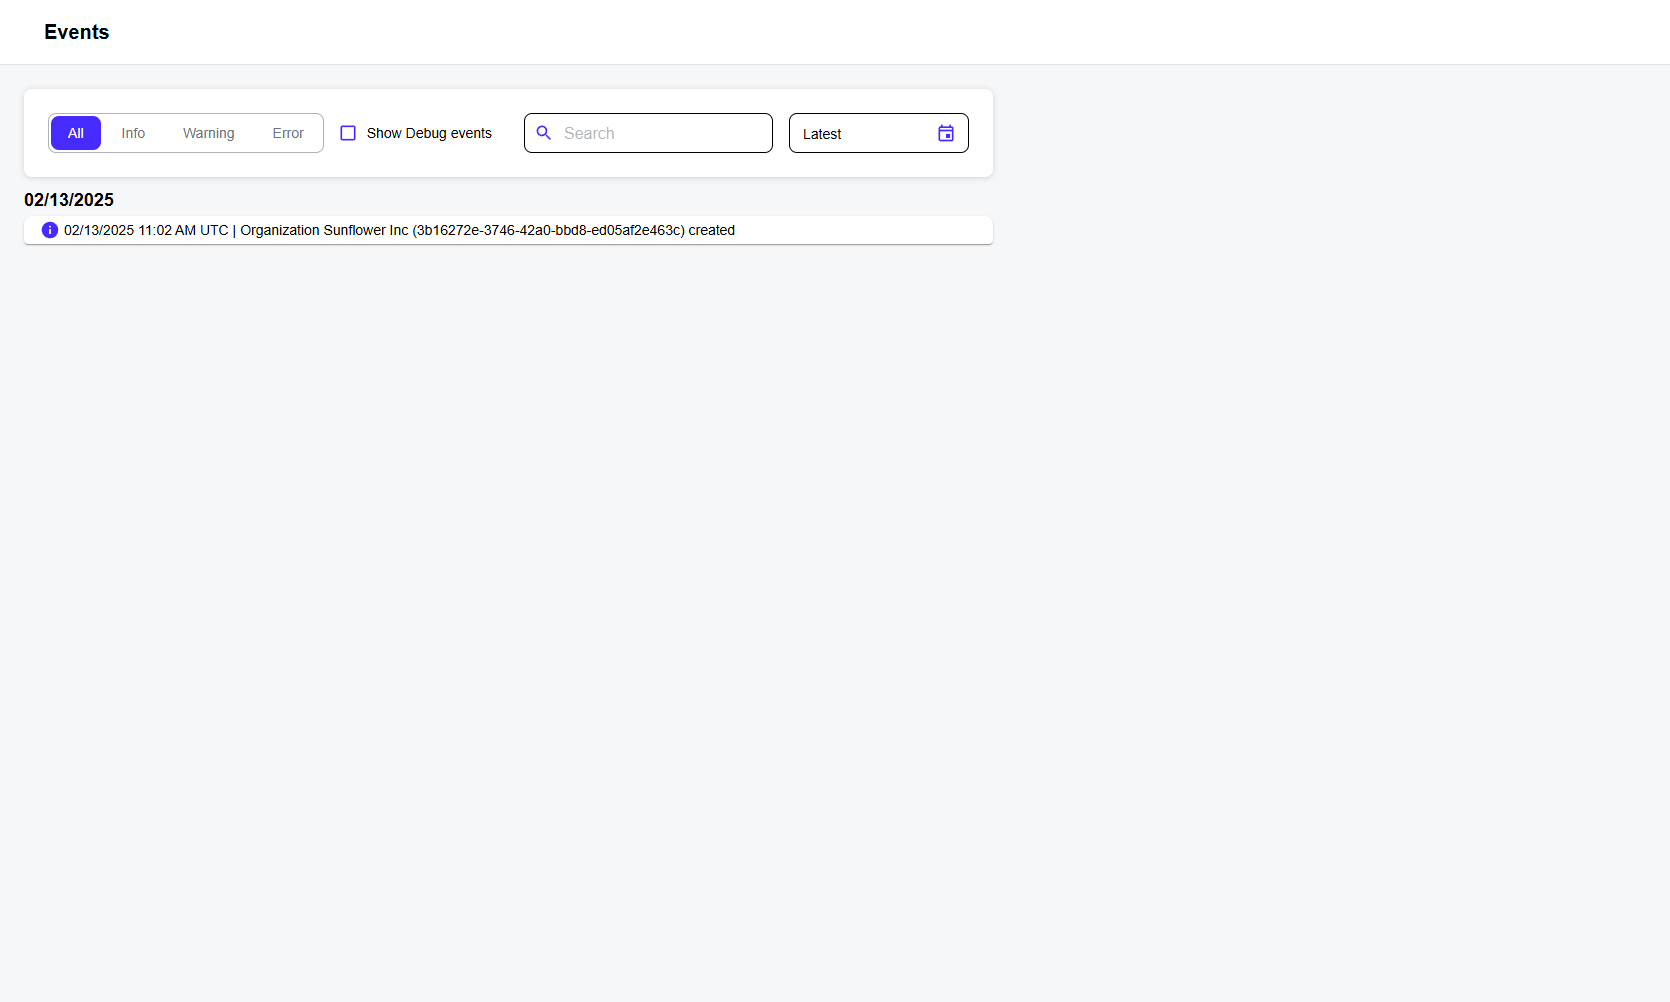 Events
All Info Warning Error Show Debug events Search Latest
02/13/2025
02/13/2025 11:02 AM UTC | Organization Sunflower Inc (3b16272e-3746-42a0-bbd8-ed05af2e463c) created